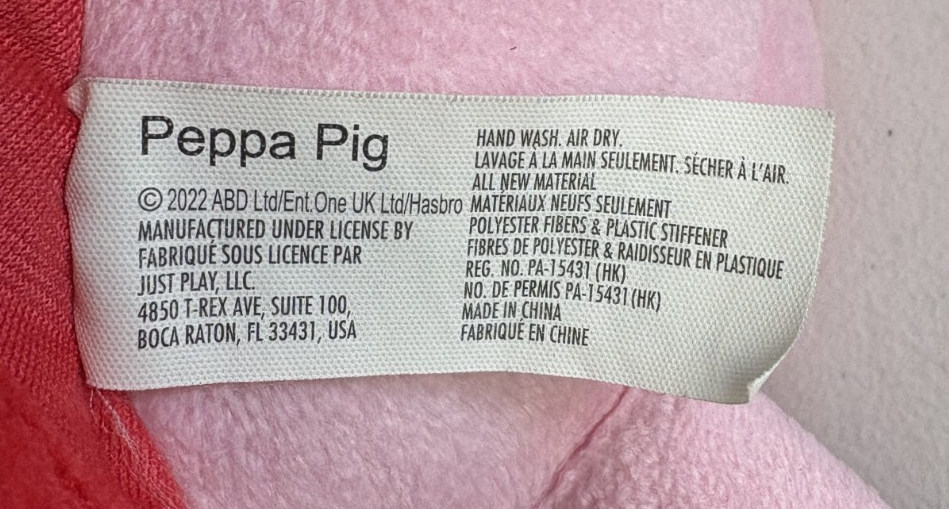 Peppa Pig
© 2022 ABD Ltd/Ent.One UK Ltd/Hasbro
MANUFACTURED UNDER LICENSE BY
FABRIQUÉ SOUS LICENCE PAR
JUST PLAY, LLC.
4850 T-REX AVE, SUITE 100,
BOCA RATON, FL 33431, USA
HAND WASH. AIR DRY.
LAVAGE À LA MAIN SEULEMENT. SÉCHER À L'AIR.
ALL NEW MATERIAL
MATÉRIAUX NEUFS SEULEMENT
POLYESTER FIBERS & PLASTIC STIFFENER
FIBRES DE POLYESTER & RAIDISSEUR EN PLASTIQUE
REG. NO. PA-15431 (HK)
NO. DE PERMIS PA-15431(HK)
MADE IN CHINA
FABRIQUÉ EN CHINE